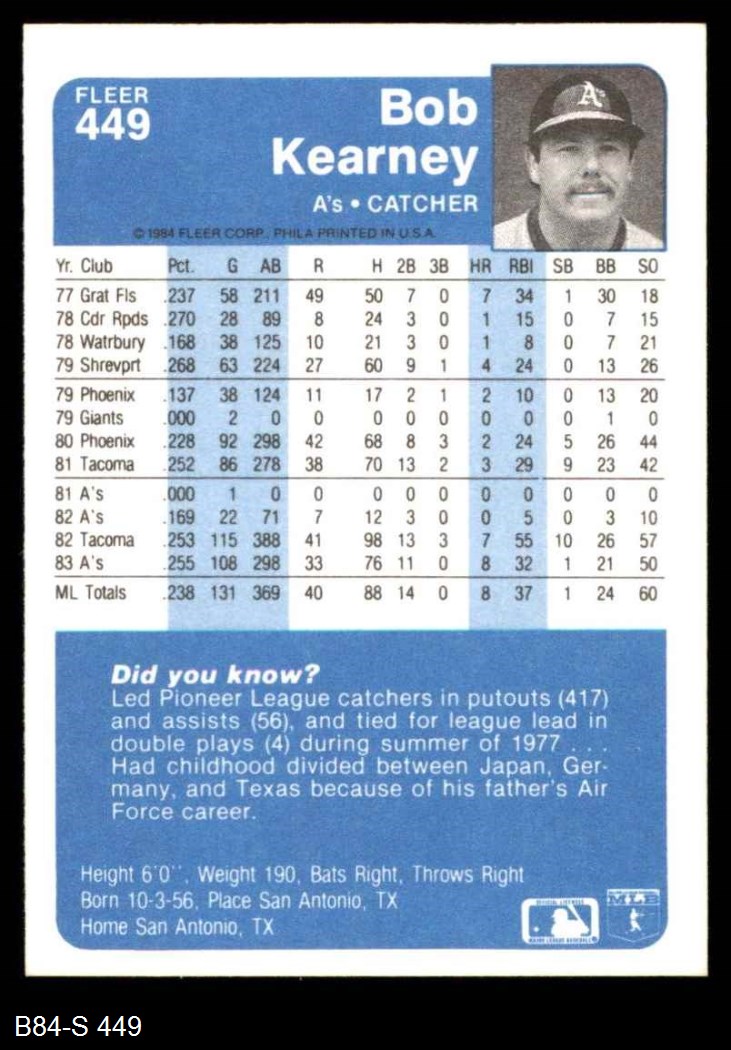 FLEER
449
Bob
Kearney
A's • CATCHER
© 1984 FLEER CORP., PHILA PRINTED IN U.S.A.
A's
Yr. Club Pct. G AB R H 2B 3B HR RBI SB BB SO
77 Grat Fls .237 58 211 49 50 7 0 7 34 1 30 18
78 Cdr Rpds .270 28 89 8 24 3 0 1 15 0 7 15
78 Watrbury .168 38 125 10 21 3 0 1 8 0 7 21
79 Shrevprt .268 63 224 27 60 9 1 4 24 0 13 26
79 Phoenix .137 38 124 11 17 2 1 2 10 0 13 20
79 Giants .000 2 0 0 0 0 0 0 0 0 1 0
80 Phoenix .228 92 298 42 68 8 3 2 24 5 26 44
81 Tacoma .252 86 278 38 70 13 2 3 29 9 23 42
81 A's .000 1 0 0 0 0 0 0 0 0 0 0
82 A's .169 22 71 7 12 3 0 0 5 0 3 10
82 Tacoma .253 115 388 41 98 13 3 7 55 10 26 57
83 A's .255 108 298 33 76 11 0 8 32 1 21 50
ML Totals .238 131 369 40 88 14 0 8 37 1 24 60
Did you know?
Led Pioneer League catchers in putouts (417)
and assists (56), and tied for league lead in
double plays (4) during summer of 1977 . . .
Had childhood divided between Japan, Ger-
many, and Texas because of his father's Air
Force career.
Height 6'0'', Weight 190, Bats Right, Throws Right
Born 10-3-56, Place San Antonio, TX
Home San Antonio, TX
OFFICIAL LICENSEE
MAJOR LEAGUE BASEBALL
B84-S 449